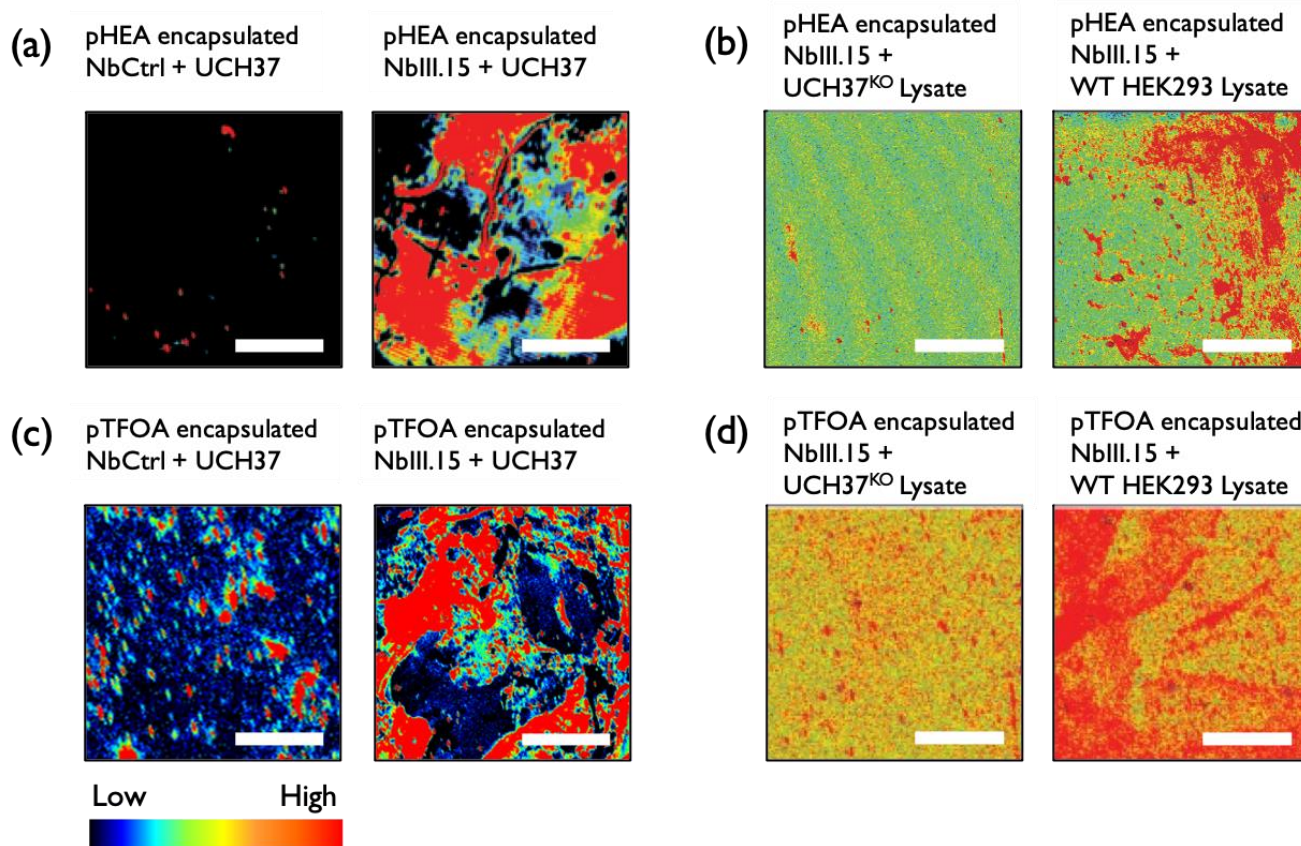 (a)
pHEA encapsulated
NbCtrl + UCH37
pHEA encapsulated
NbIII.15 + UCH37
(b)
pHEA encapsulated
NbIII.15 +
UCH37KO Lysate
pHEA encapsulated
NbIII.15 +
WT HEK293 Lysate
(c)
pTFOA encapsulated
NbCtrl + UCH37
pTFOA encapsulated
NbIII.15 + UCH37
(d)
pTFOA encapsulated
NbIII.15 +
UCH37KO Lysate
pTFOA encapsulated
NbIII.15 +
WT HEK293 Lysate
Low High